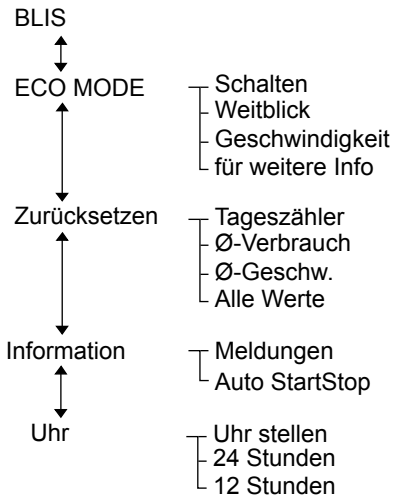 BLIS
ECO MODE
Schalten
Weitblick
Geschwindigkeit
für weitere Info
Zurücksetzen
Tageszähler
Ø-Verbrauch
Ø-Geschw.
Alle Werte
Information
Meldungen
Auto StartStop
Uhr
Uhr stellen
24 Stunden
12 Stunden